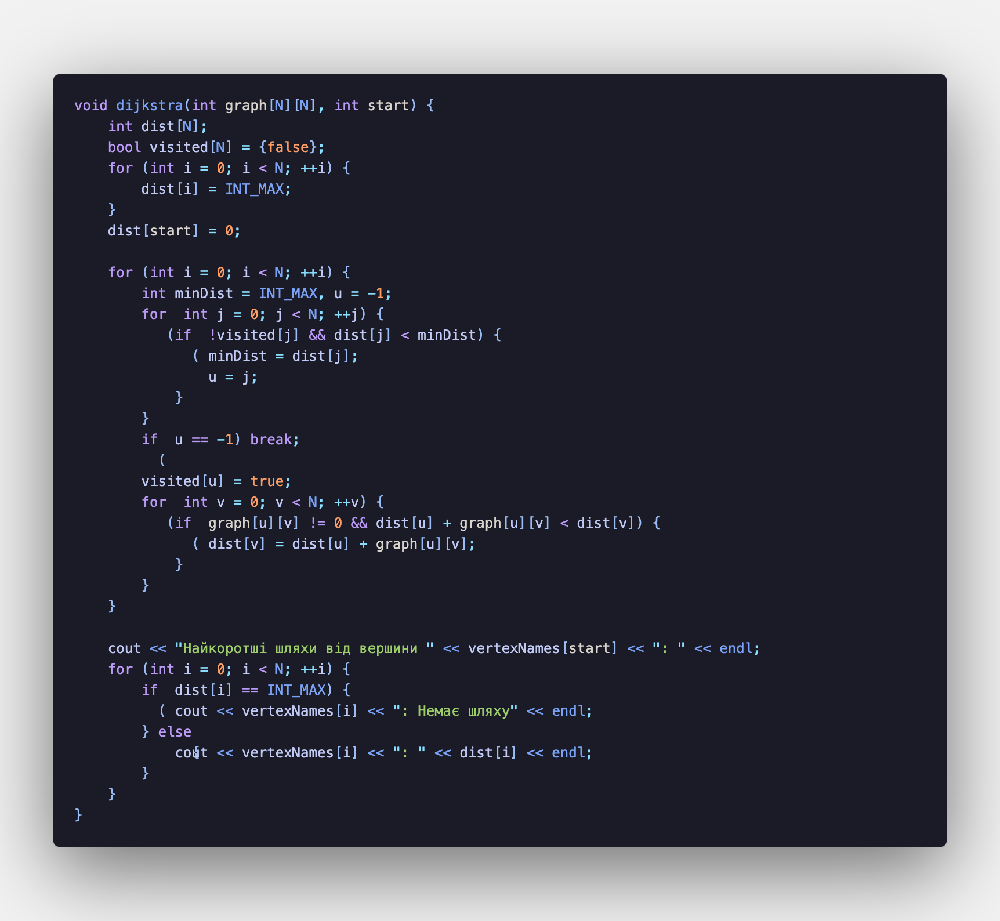 void dijkstra(int graph[N][N], int start) {
    int dist[N];
    bool visited[N] = {false};
    for (int i = 0; i < N; ++i) {
        dist[i] = INT_MAX;
    }
    dist[start] = 0;

    for (int i = 0; i < N; ++i) {
        int minDist = INT_MAX, u = -1;
        for  int j = 0; j < N; ++j) {
           (if  !visited[j] && dist[j] < minDist) {
              ( minDist = dist[j];
                u = j;
            }
        }
        if  u == -1) break;
          (
        visited[u] = true;
        for  int v = 0; v < N; ++v) {
           (if  graph[u][v] != 0 && dist[u] + graph[u][v] < dist[v]) {
              ( dist[v] = dist[u] + graph[u][v];
            }
        }
    }

    cout << "Найкоротші шляхи від вершини " << vertexNames[start] << ": " << endl;
    for (int i = 0; i < N; ++i) {
        if  dist[i] == INT_MAX) {
          ( cout << vertexNames[i] << ": Немає шляху" << endl;
        } else
            cout{ << vertexNames[i] << ": " << dist[i] << endl;
        }
    }
}